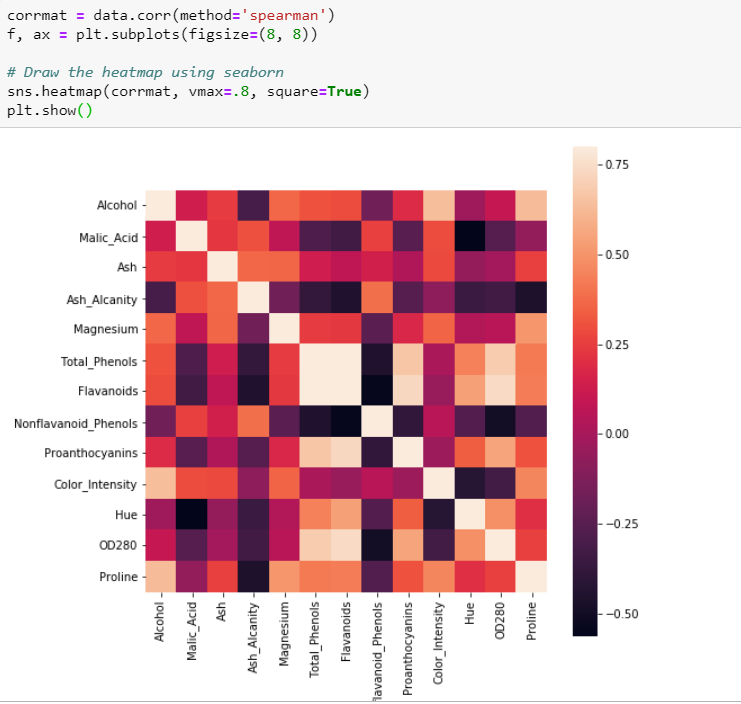 corrmat = data.corr(method='spearman')
f, ax = plt.subplots(figsize=(8, 8))
# Draw the heatmap using seaborn
sns.heatmap(corrmat, vmax=.8, square=True)
plt.show()
Alcohol
Malic_Acid
Ash
Ash_Alcanity
Magnesium
Total_Phenols
Flavanoids
Nonflavanoid_Phenols
Proanthocyanins
Color_Intensity
Hue
OD280
Proline
Alcohol
Malic_Acid
Ash
Ash_Alcanity
Magnesium
Total_Phenols
Flavanoids
lavanoid_Phenols
Proanthocyanins
Color_Intensity
Hue
OD280
Proline
0.75
0.50
0.25
0.00
−0.25
−0.50